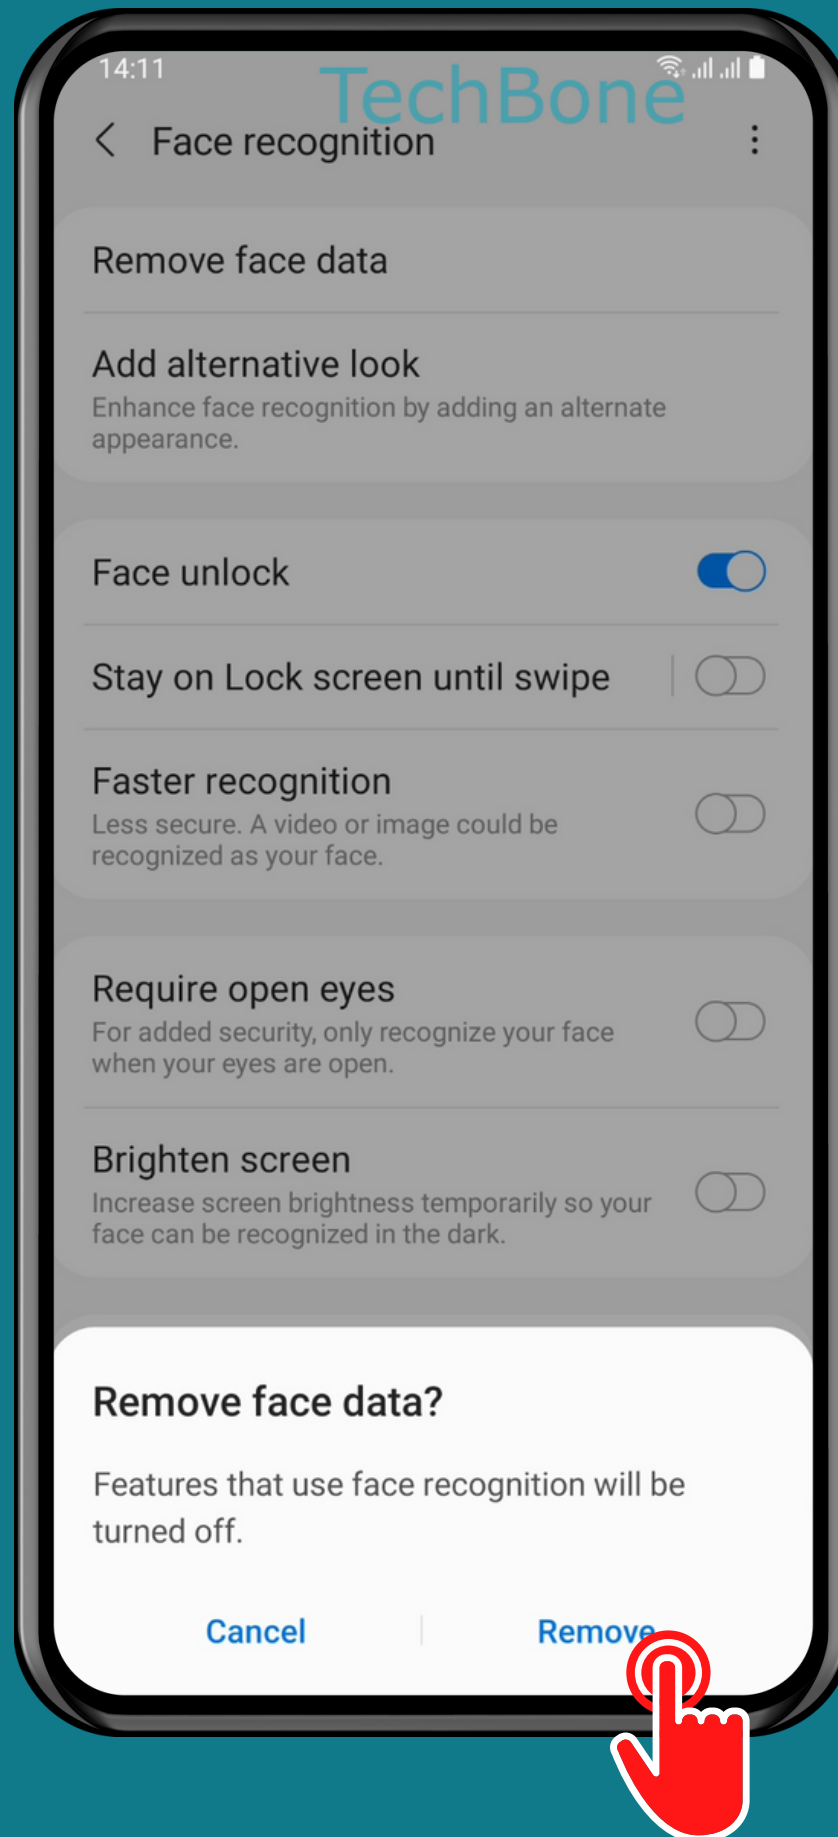 14:11
TechBone
Face recognition
Remove face data
Add alternative look
Enhance face recognition by adding an alternate
appearance.
Face unlock
Stay on Lock screen until swipe
Faster recognition
Less secure. A video or image could be
recognized as your face.
Require open eyes
For added security, only recognize your face
when your eyes are open.
Brighten screen
Increase screen brightness temporarily so your
face can be recognized in the dark.
Remove face data?
Features that use face recognition will be
turned off.
Cancel
Remove